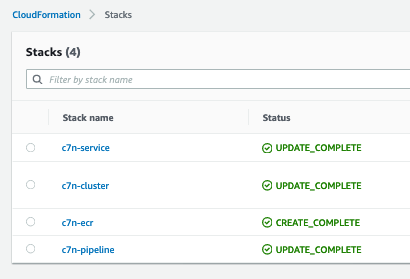 CloudFormation > Stacks
Stacks (4)
Filter by stack name
Stack name Status
c7n-service UPDATE_COMPLETE
c7n-cluster UPDATE_COMPLETE
c7n-ecr CREATE_COMPLETE
c7n-pipeline UPDATE_COMPLETE